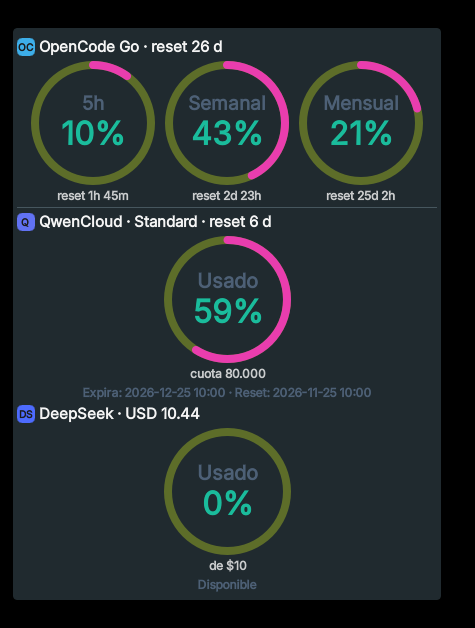 OC OpenCode Go · reset 26 d
5h Semanal Mensual
10% 43% 21%
reset 1h 45m reset 2d 23h reset 25d 2h
Q QwenCloud · Standard · reset 6 d
Usado
59%
cuota 80.000
Expira: 2026-12-25 10:00 · Reset: 2026-11-25 10:00
DS DeepSeek · USD 10.44
Usado
0%
de $10
Disponible